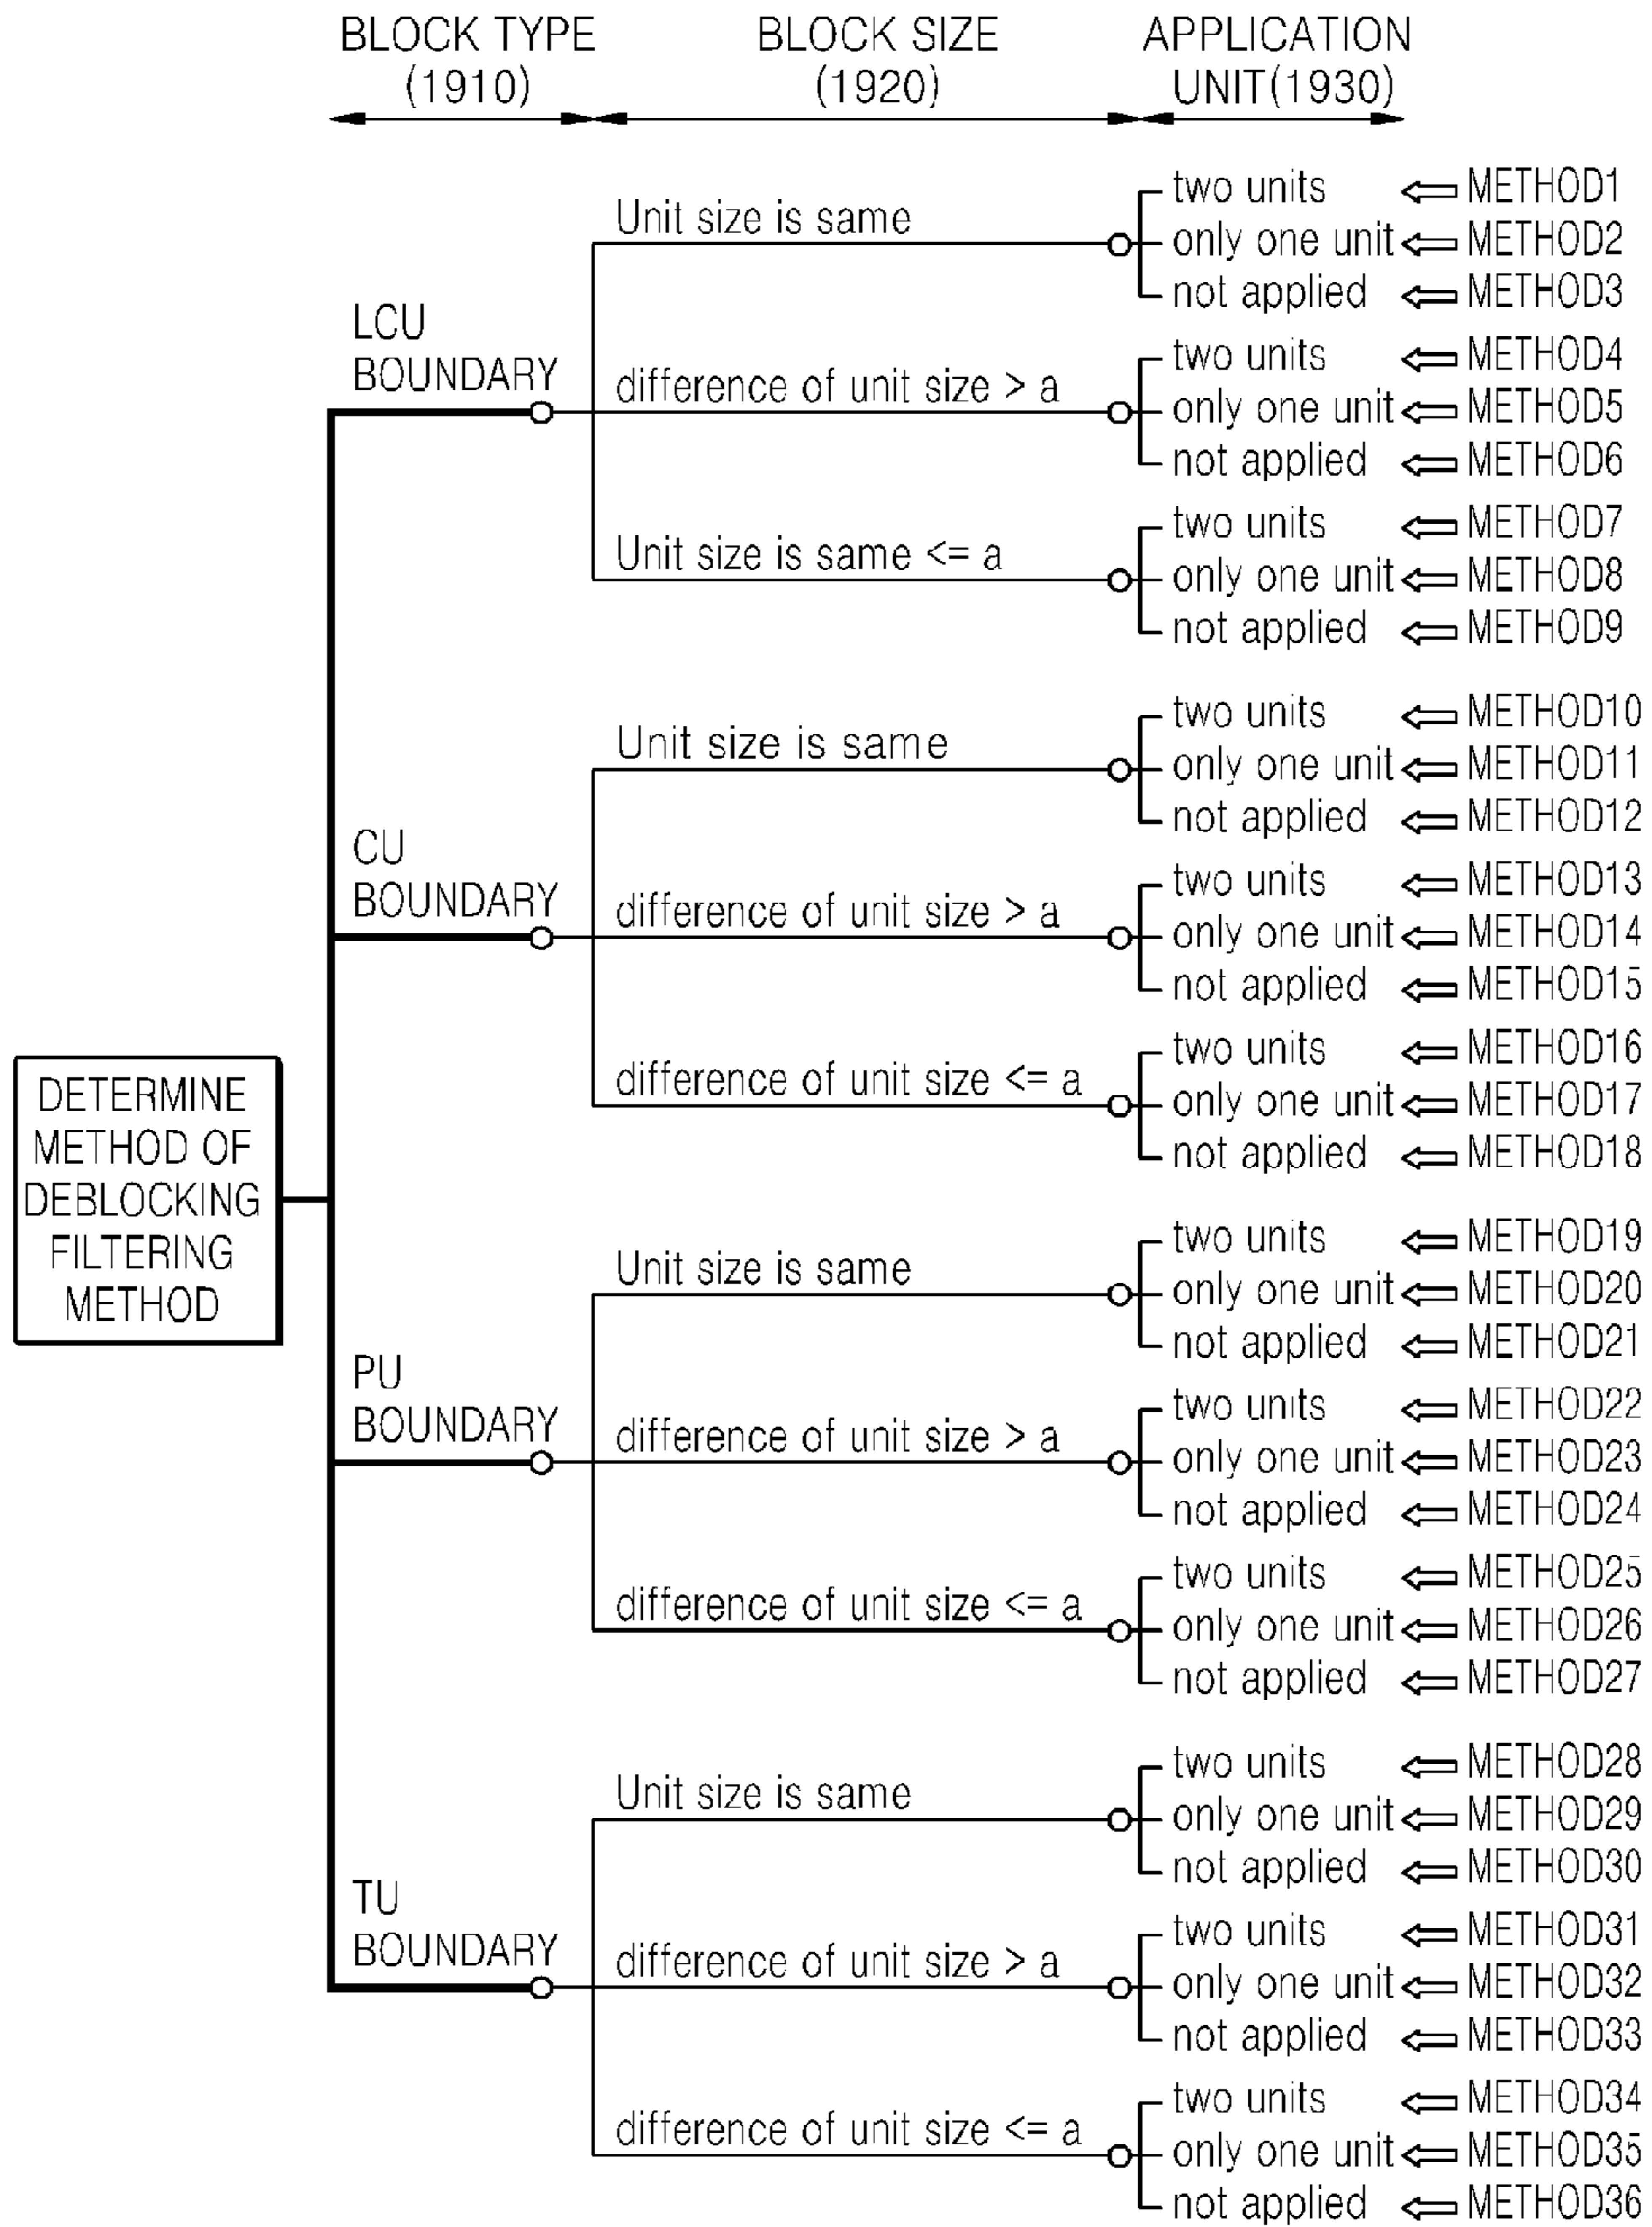 BLOCK TYPE
(1910)
BLOCK SIZE
(1920)
APPLICATION
UNIT(1930)
DETERMINE
METHOD OF
DEBLOCKING
FILTERING
METHOD
LCU
BOUNDARY
Unit size is same
two units METHOD1
only one unit METHOD2
not applied METHOD3
difference of unit size > a
two units METHOD4
only one unit METHOD5
not applied METHOD6
Unit size is same <= a
two units METHOD7
only one unit METHOD8
not applied METHOD9
CU
BOUNDARY
Unit size is same
two units METHOD10
only one unit METHOD11
not applied METHOD12
difference of unit size > a
two units METHOD13
only one unit METHOD14
not applied METHOD15
difference of unit size <= a
two units METHOD16
only one unit METHOD17
not applied METHOD18
PU
BOUNDARY
Unit size is same
two units METHOD19
only one unit METHOD20
not applied METHOD21
difference of unit size > a
two units METHOD22
only one unit METHOD23
not applied METHOD24
difference of unit size <= a
two units METHOD25
only one unit METHOD26
not applied METHOD27
TU
BOUNDARY
Unit size is same
two units METHOD28
only one unit METHOD29
not applied METHOD30
difference of unit size > a
two units METHOD31
only one unit METHOD32
not applied METHOD33
difference of unit size <= a
two units METHOD34
only one unit METHOD35
not applied METHOD36